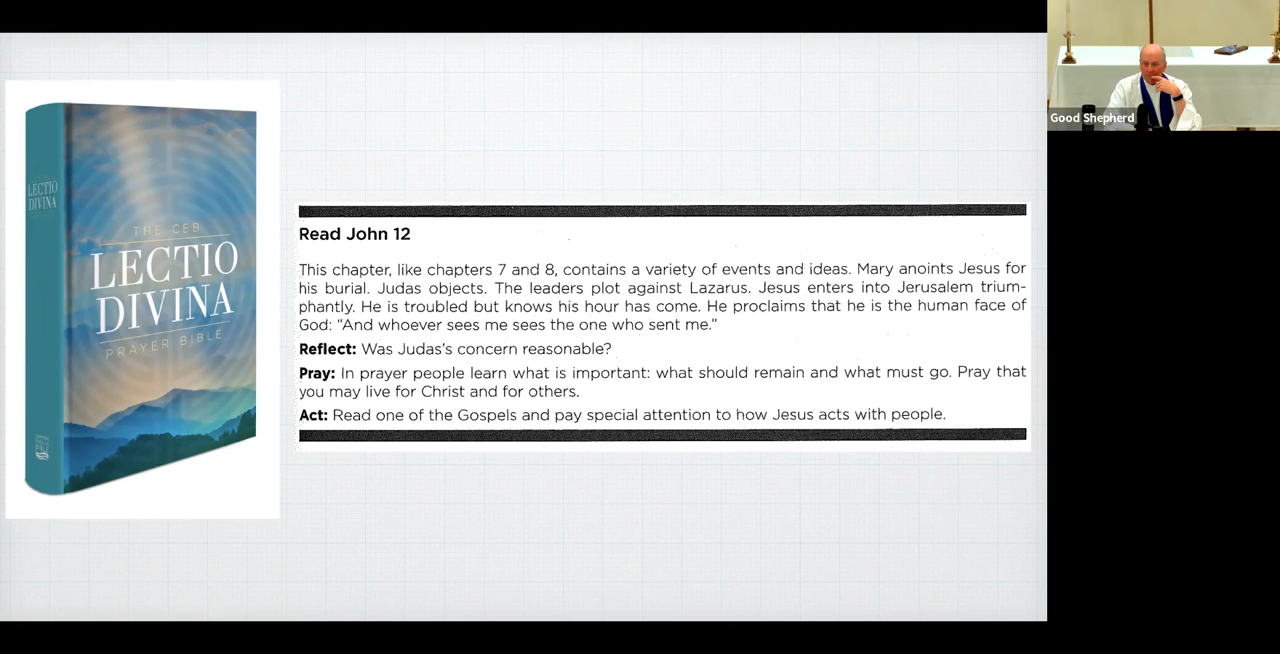 LECTIO
DIVINA
THE CEB
LECTIO
DIVINA
PRAYER BIBLE
Read John 12
This chapter, like chapters 7 and 8, contains a variety of events and ideas. Mary anoints Jesus for
his burial. Judas objects. The leaders plot against Lazarus. Jesus enters into Jerusalem trium-
phantly. He is troubled but knows his hour has come. He proclaims that he is the human face of
God: “And whoever sees me sees the one who sent me.”
Reflect: Was Judas’s concern reasonable?
Pray: In prayer people learn what is important: what should remain and what must go. Pray that
you may live for Christ and for others.
Act: Read one of the Gospels and pay special attention to how Jesus acts with people.
Good Shepherd